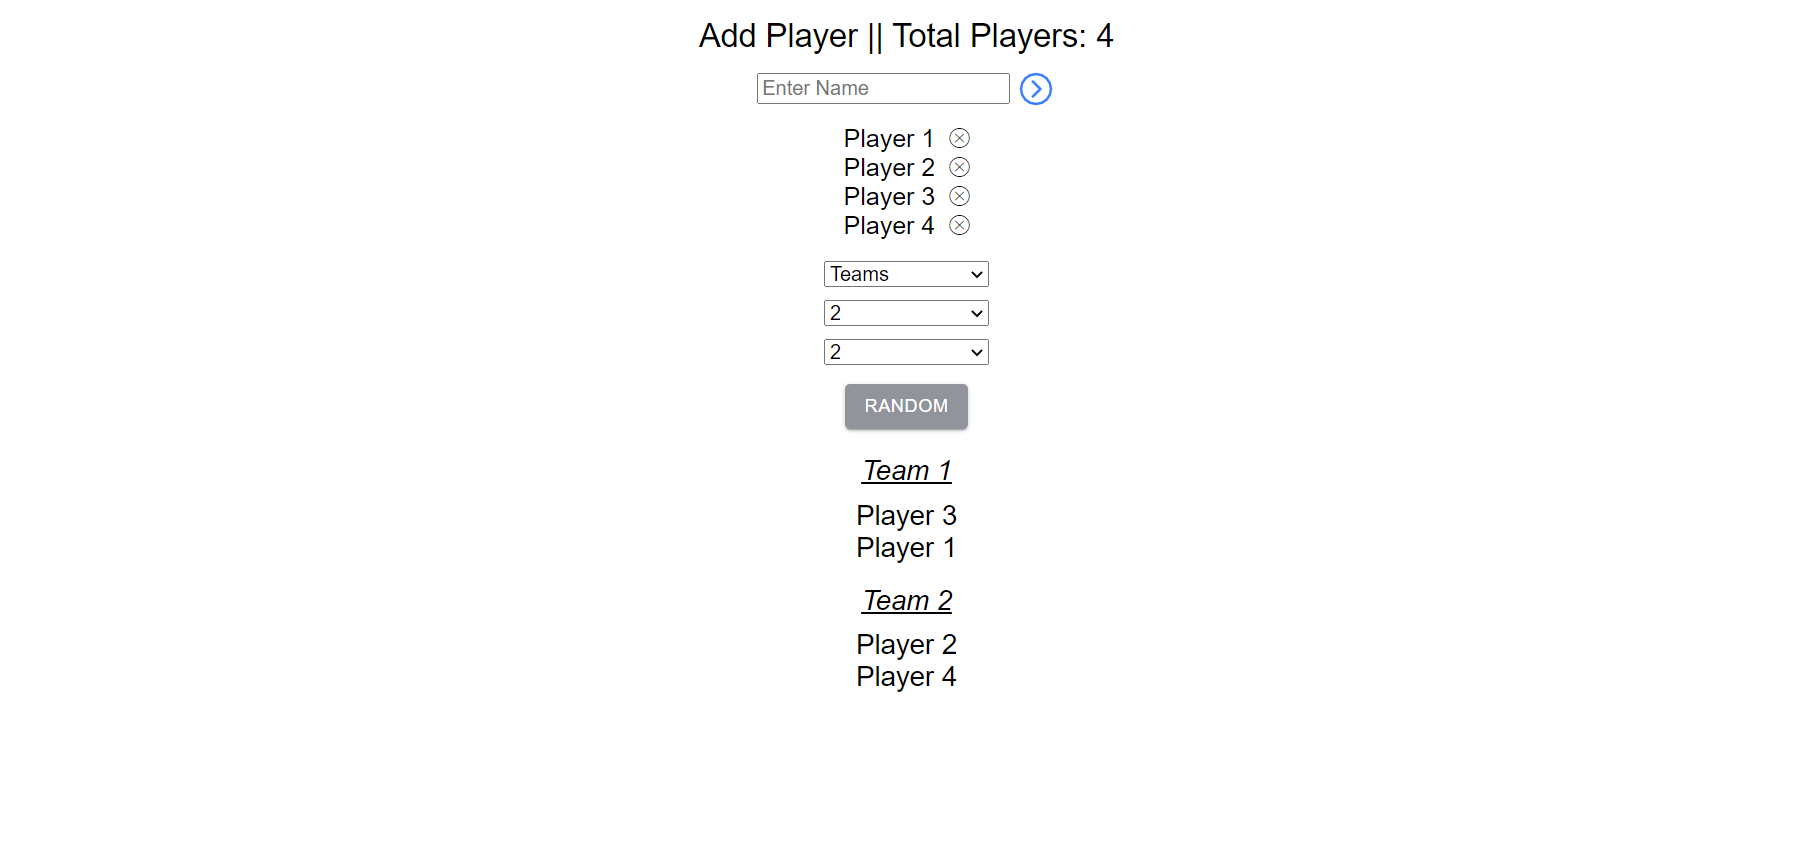 Add Player || Total Players: 4
Enter Name
Player 1
Player 2
Player 3
Player 4
Teams
2
2
RANDOM
Team 1
Player 3
Player 1
Team 2
Player 2
Player 4